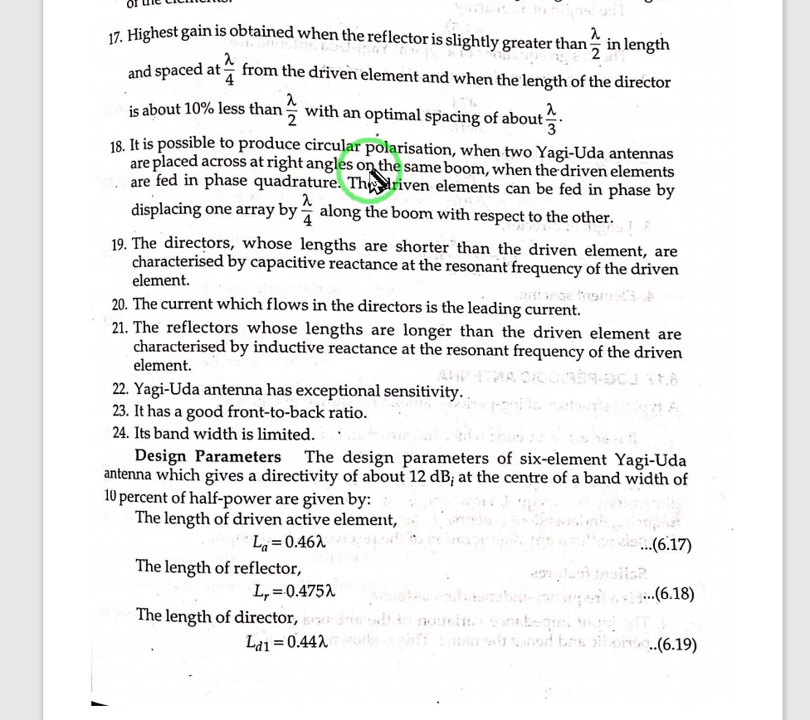 of the elements.
17. Highest gain is obtained when the reflector is slightly greater than λ/2 in length
and spaced at λ/4 from the driven element and when the length of the director
is about 10% less than λ/2 with an optimal spacing of about λ/3.
18. It is possible to produce circular polarisation, when two Yagi-Uda antennas
are placed across at right angles on the same boom, when the driven elements
are fed in phase quadrature. The driven elements can be fed in phase by
displacing one array by λ/4 along the boom with respect to the other.
19. The directors, whose lengths are shorter than the driven element, are
characterised by capacitive reactance at the resonant frequency of the driven
element.
20. The current which flows in the directors is the leading current.
21. The reflectors whose lengths are longer than the driven element are
characterised by inductive reactance at the resonant frequency of the driven
element.
22. Yagi-Uda antenna has exceptional sensitivity.
23. It has a good front-to-back ratio.
24. Its band width is limited.
Design Parameters The design parameters of six-element Yagi-Uda
antenna which gives a directivity of about 12 dBi at the centre of a band width of
10 percent of half-power are given by:
The length of driven active element,
La = 0.46λ ...(6.17)
The length of reflector,
Lr = 0.475λ ...(6.18)
The length of director,
Ld1 = 0.44λ ...(6.19)